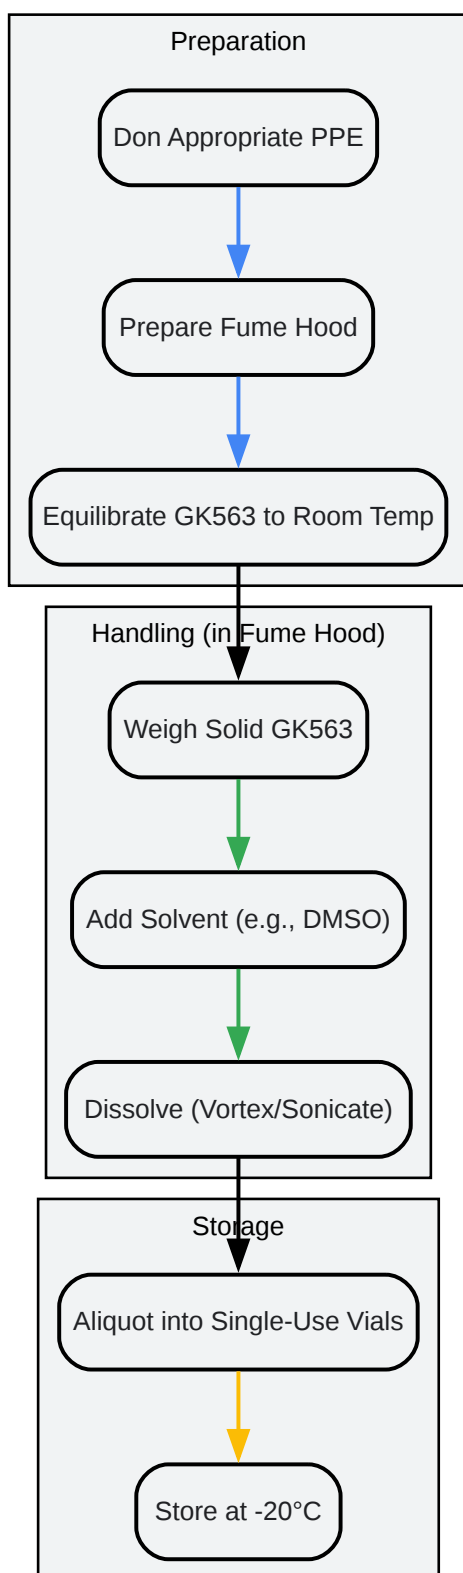 Preparation
Don Appropriate PPE
Prepare Fume Hood
Equilibrate GK563 to Room Temp
Handling (in Fume Hood)
Weigh Solid GK563
Add Solvent (e.g., DMSO)
Dissolve (Vortex/Sonicate)
Storage
Aliquot into Single-Use Vials
Store at -20°C